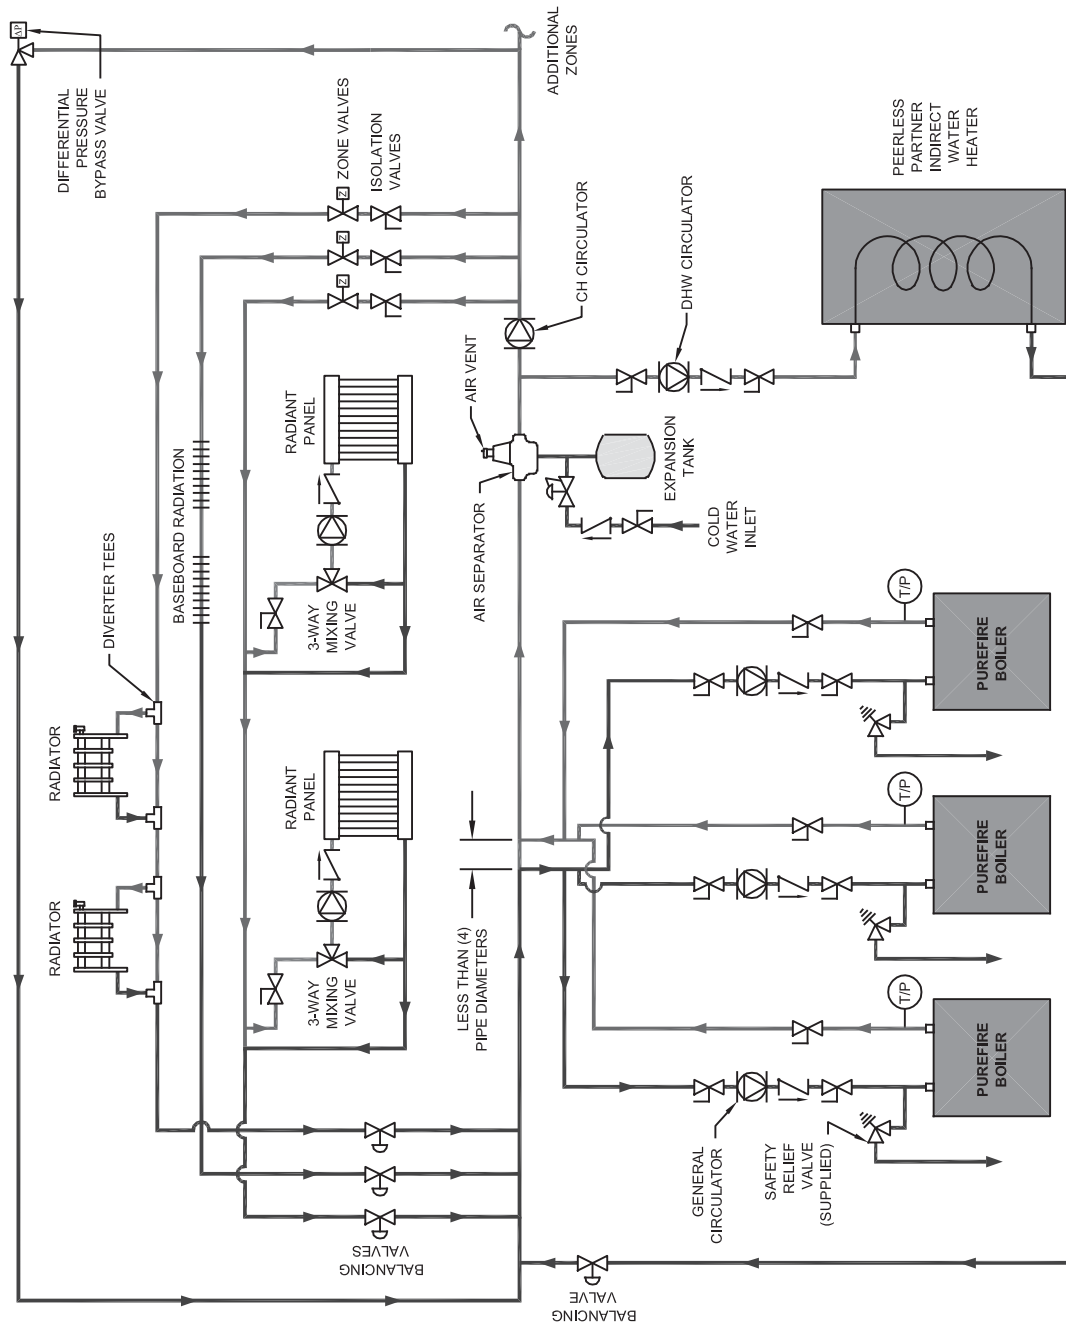 ΔP
DIFFERENTIAL
PRESSURE
BYPASS VALVE
ADDITIONAL
ZONES
ZONE VALVES
ISOLATION
VALVES
Z
Z
Z
PEERLESS
PARTNER
INDIRECT
WATER
HEATER
CH CIRCULATOR
DHW CIRCULATOR
AIR VENT
AIR SEPARATOR
EXPANSION
TANK
COLD
WATER
INLET
RADIANT
PANEL
BASEBOARD RADIATION
DIVERTER TEES
3-WAY
MIXING
VALVE
RADIATOR
RADIANT
PANEL
RADIATOR
3-WAY
MIXING
VALVE
LESS THAN (4)
PIPE DIAMETERS
T/P
PUREFIRE
BOILER
T/P
PUREFIRE
BOILER
T/P
PUREFIRE
BOILER
GENERAL
CIRCULATOR
SAFETY
RELIEF
VALVE
(SUPPLIED)
BALANCING
VALVES
BALANCING
VALVE